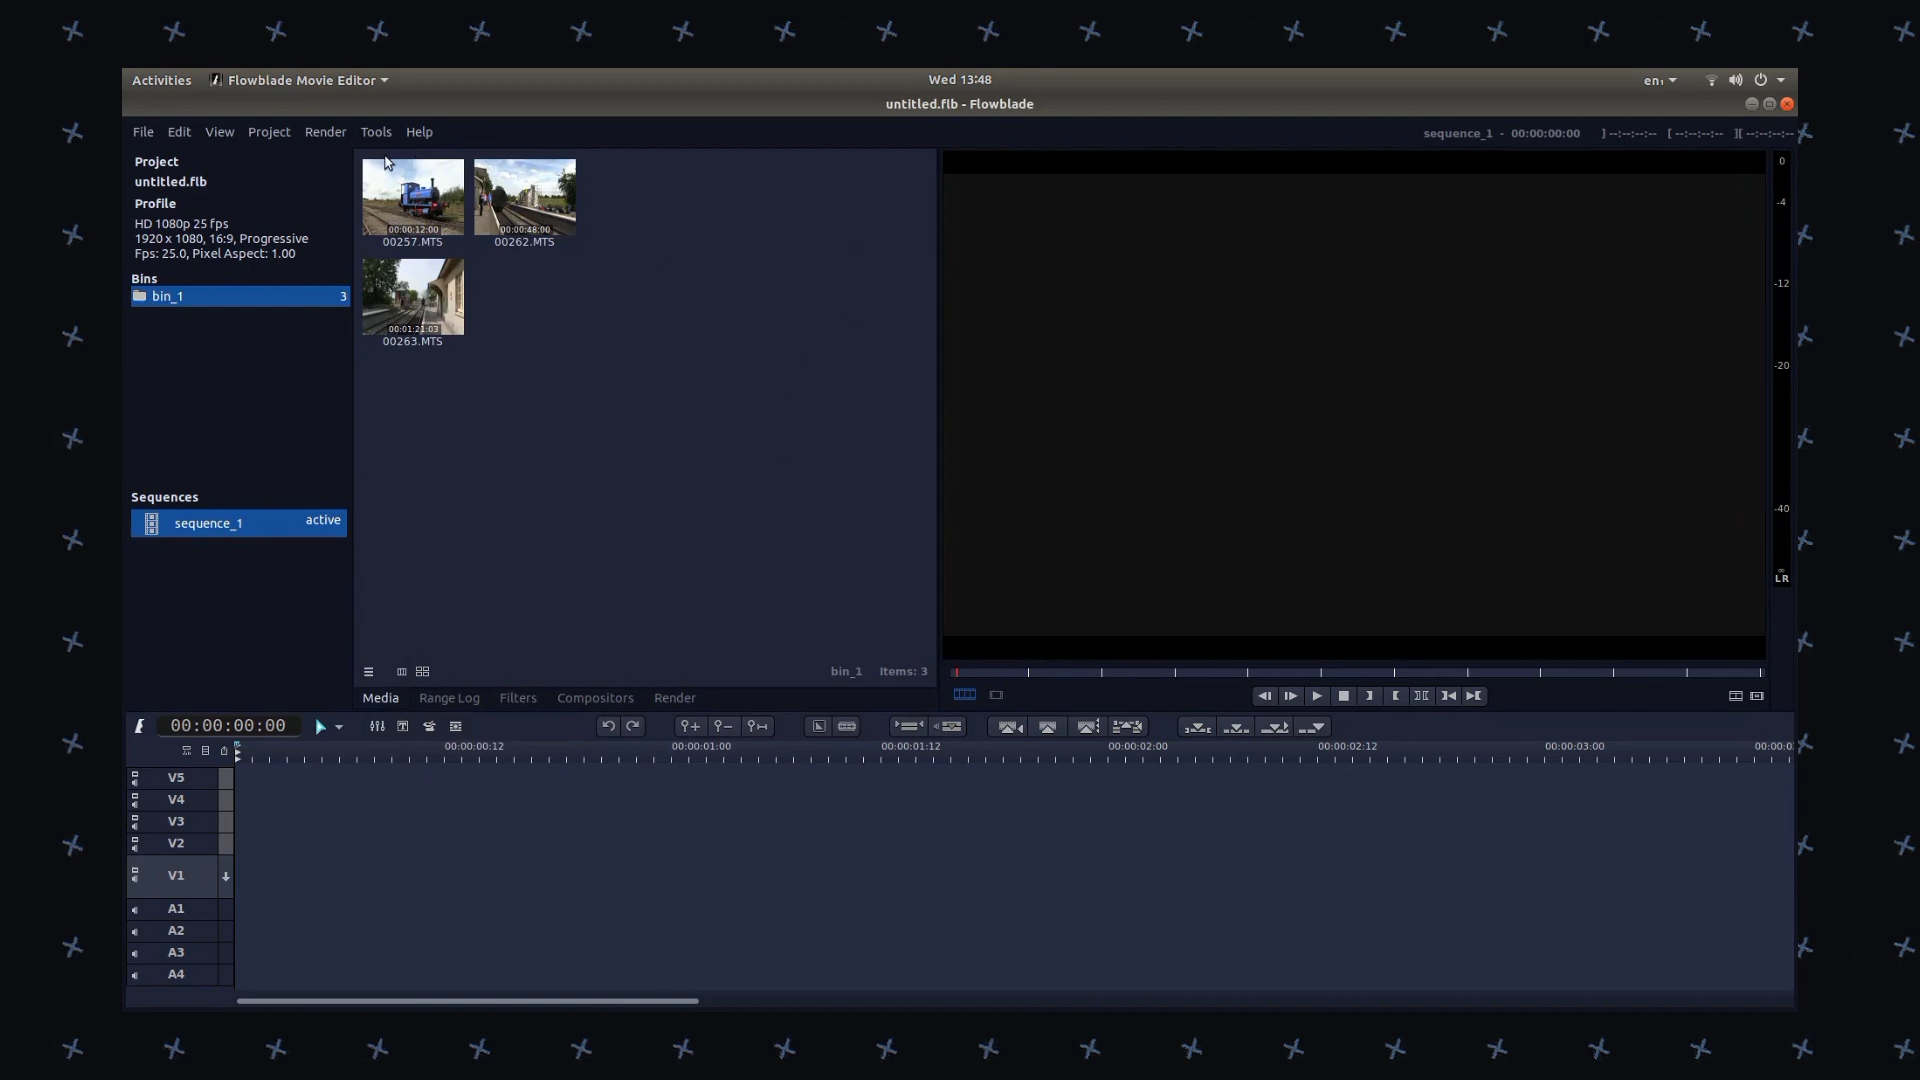 Activities Flowblade Movie Editor Wed 13:48 en₁
untitled.flb - Flowblade
File Edit View Project Render Tools Help sequence_1 - 00:00:00:00 ] --:--:--:-- [ --:--:--:-- ][ --:--:--:--
Project
untitled.flb
Profile
HD 1080p 25 fps
1920 x 1080, 16:9, Progressive
Fps: 25.0, Pixel Aspect: 1.00
Bins
bin_1 3
Sequences
sequence_1 active
00:00:12:00
00257.MTS
00:00:48:00
00262.MTS
00:01:21:03
00263.MTS
bin_1 Items: 3
Media Range Log Filters Compositors Render
0
-4
-12
-20
-40
∞
LR
00:00:00:00
00:00:00:12 00:00:01:00 00:00:01:12 00:00:02:00 00:00:02:12 00:00:03:00 00:00:0
V5
V4
V3
V2
V1
A1
A2
A3
A4